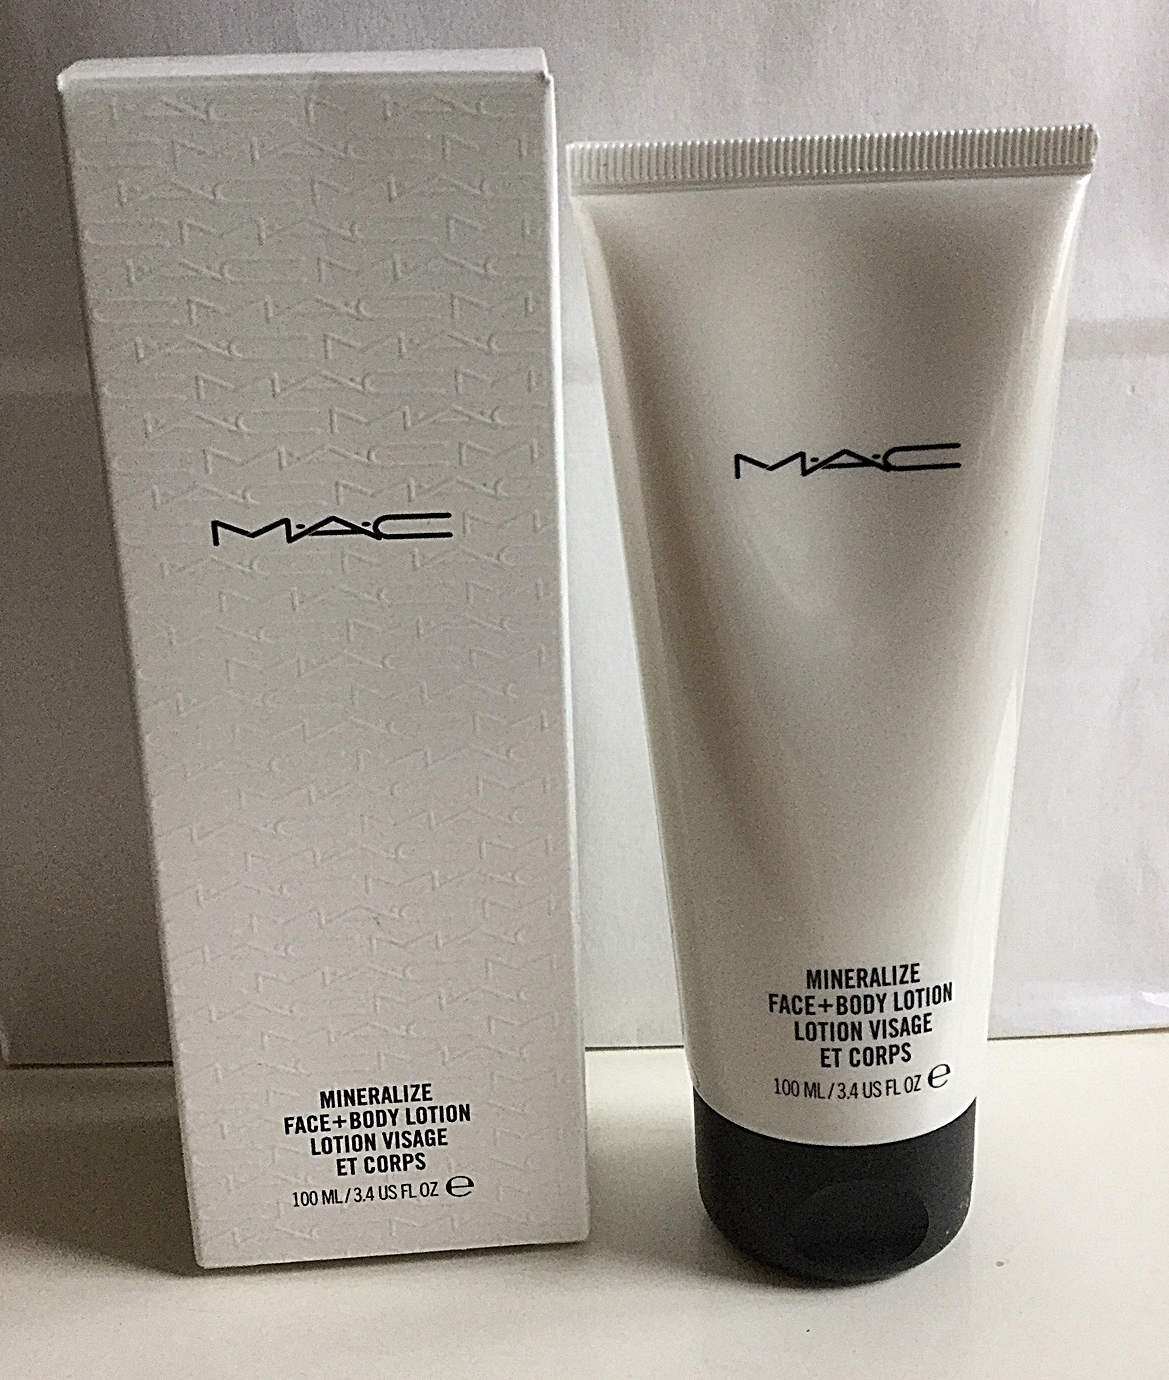 M·A·C
MINERALIZE
FACE+BODY LOTION
LOTION VISAGE
ET CORPS
100 ML/3.4 US FL OZ ℮
M·A·C
MINERALIZE
FACE+BODY LOTION
LOTION VISAGE
ET CORPS
100 ML/3.4 US FL OZ ℮